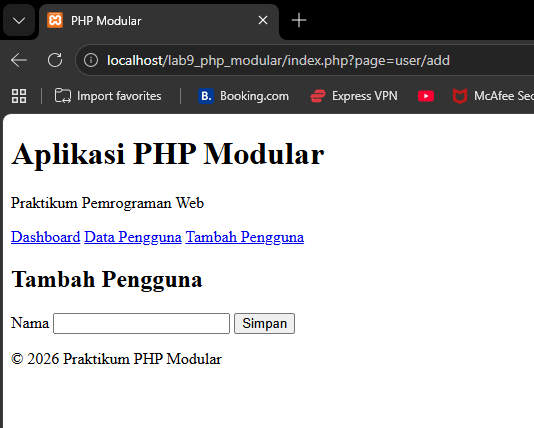 PHP Modular
localhost/lab9_php_modular/index.php?page=user/add
Import favorites B. Booking.com Express VPN McAfee Sec
Aplikasi PHP Modular
Praktikum Pemrograman Web
Dashboard Data Pengguna Tambah Pengguna
Tambah Pengguna
Nama Simpan
© 2026 Praktikum PHP Modular